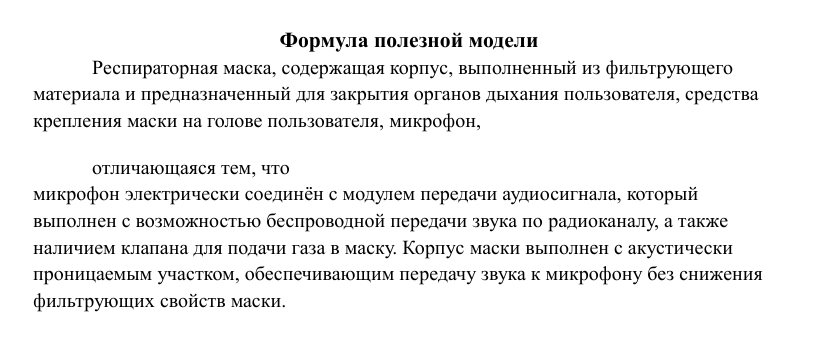 Формула полезной модели
Респираторная маска, содержащая корпус, выполненный из фильтрующего
материала и предназначенный для закрытия органов дыхания пользователя, средства
крепления маски на голове пользователя, микрофон,
отличающаяся тем, что
микрофон электрически соединён с модулем передачи аудиосигнала, который
выполнен с возможностью беспроводной передачи звука по радиоканалу, а также
наличием клапана для подачи газа в маску. Корпус маски выполнен с акустически
проницаемым участком, обеспечивающим передачу звука к микрофону без снижения
фильтрующих свойств маски.